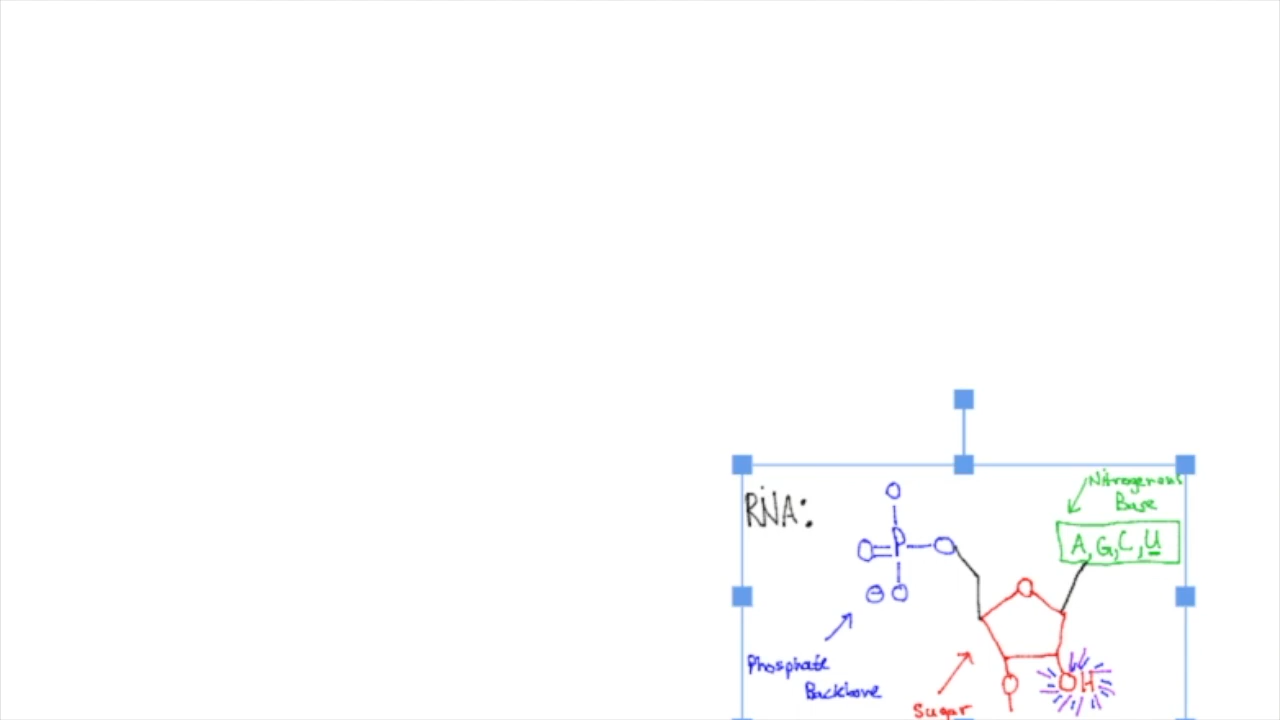 RNA:
Nitrogenous
Base
O
O=P-O
A,G,C,U
⊖ O
O
Phosphate
Backbone
O
OH
Sugar